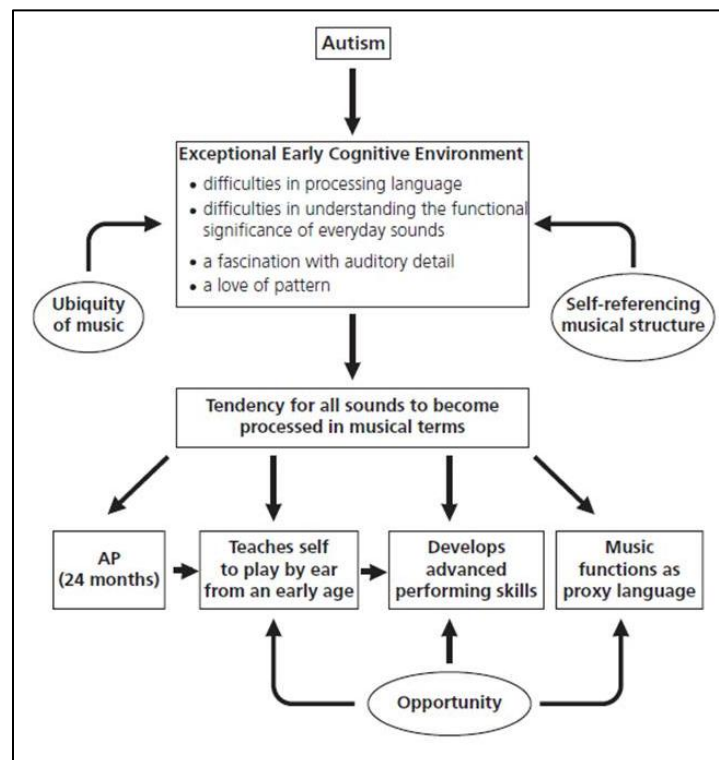 Autism
Exceptional Early Cognitive Environment
• difficulties in processing language
• difficulties in understanding the functional
significance of everyday sounds
• a fascination with auditory detail
• a love of pattern
Ubiquity
of music
Self-referencing
musical structure
Tendency for all sounds to become
processed in musical terms
AP
(24 months)
Teaches self
to play by ear
from an early age
Develops
advanced
performing skills
Music
functions as
proxy language
Opportunity